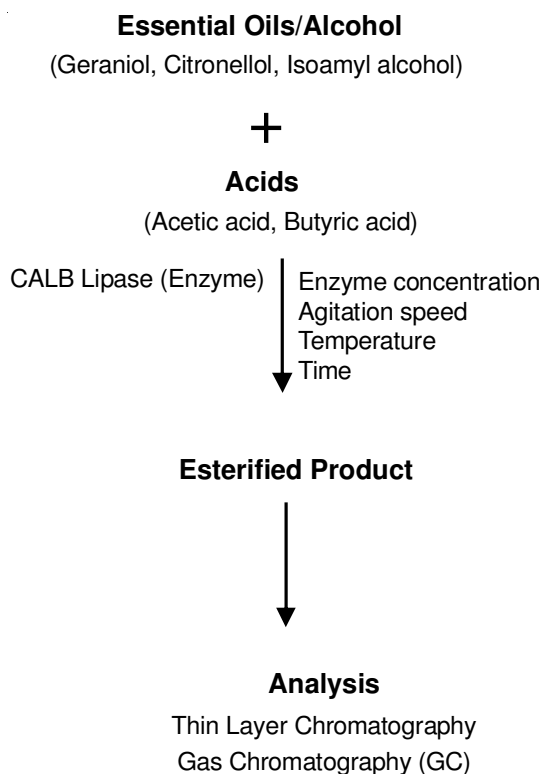 Essential Oils/Alcohol
(Geraniol, Citronellol, Isoamyl alcohol)
+
Acids
(Acetic acid, Butyric acid)
CALB Lipase (Enzyme)
Enzyme concentration
Agitation speed
Temperature
Time
Esterified Product
Analysis
Thin Layer Chromatography
Gas Chromatography (GC)